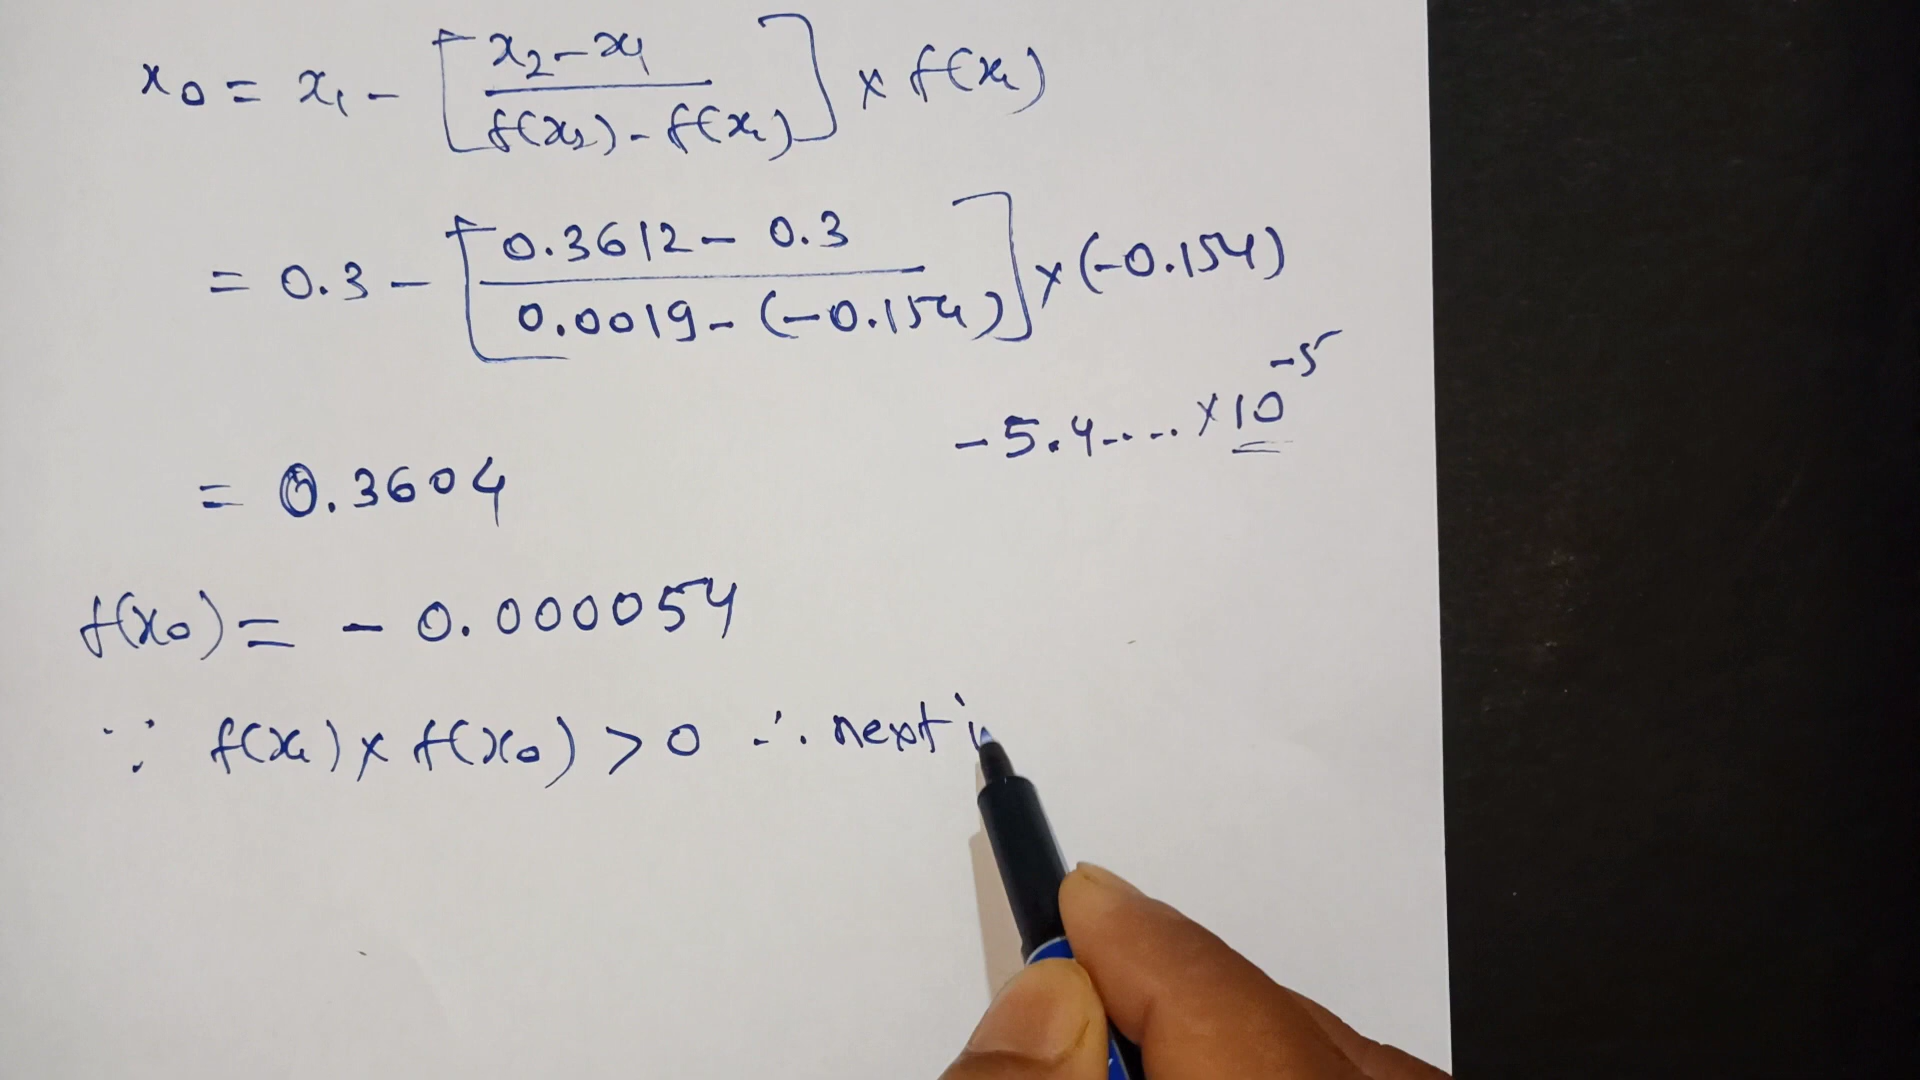 x₀ = x₁ - [ (x₂ - x₁) / (f(x₂) - f(x₁)) ] × f(x₁)
= 0.3 - [ (0.3612 - 0.3) / (0.0019 - (-0.154)) ] × (-0.154)
-5.4..... × 10⁻⁵
= 0.3604
f(x₀) = - 0.000054
∵ f(x₁) × f(x₀) > 0 ∴ next